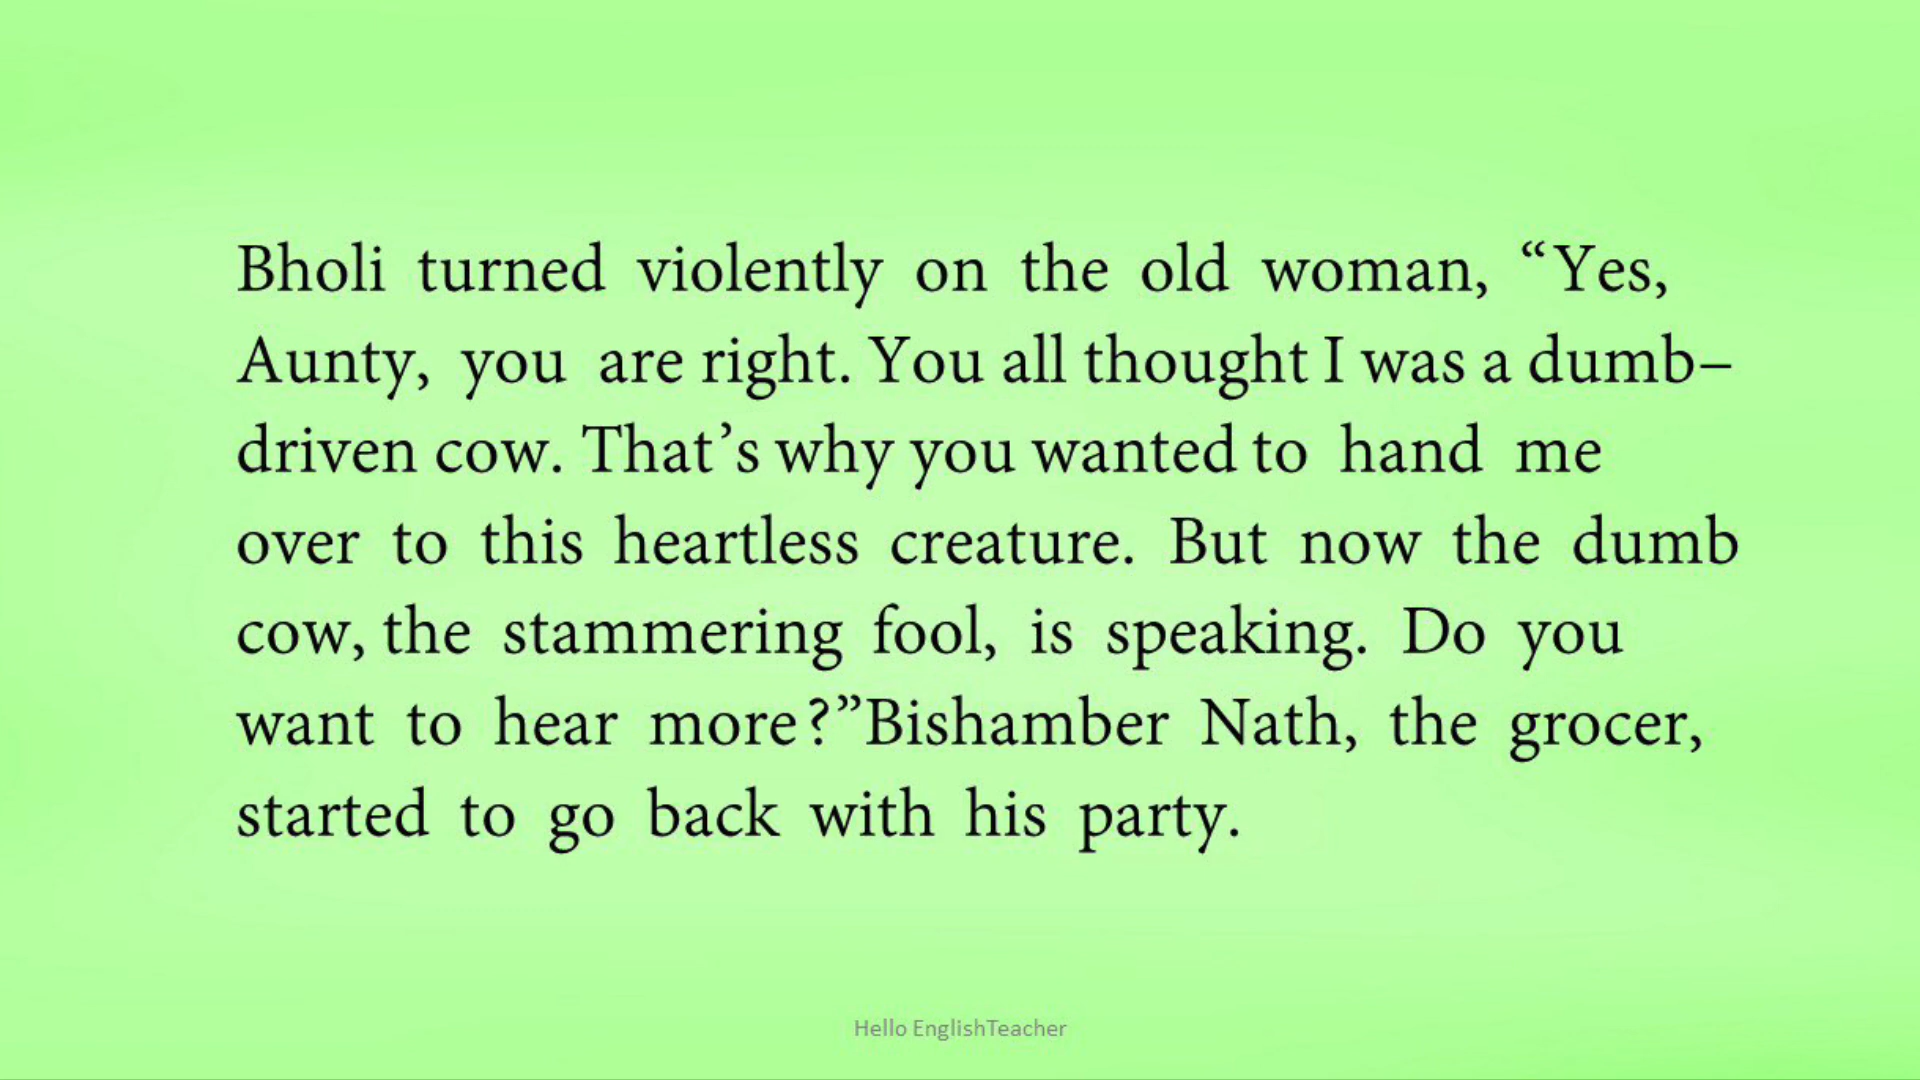 Bholi turned violently on the old woman, “Yes,
Aunty, you are right. You all thought I was a dumb–
driven cow. That’s why you wanted to hand me
over to this heartless creature. But now the dumb
cow, the stammering fool, is speaking. Do you
want to hear more?”Bishamber Nath, the grocer,
started to go back with his party.
Hello EnglishTeacher